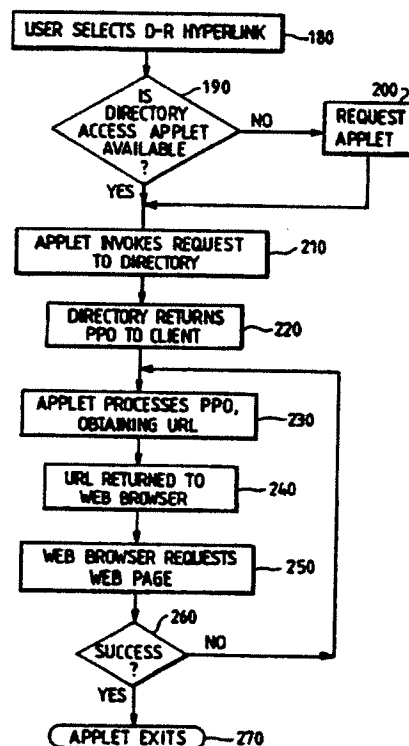 USER SELECTS D-R HYPERLINK
180
190
IS
DIRECTORY
ACCESS APPLET
AVAILABLE
?
NO
200
REQUEST
APPLET
YES
APPLET INVOKES REQUEST
TO DIRECTORY
210
DIRECTORY RETURNS
PPO TO CLIENT
220
APPLET PROCESSES PPO,
OBTAINING URL
230
URL RETURNED TO
WEB BROWSER
240
WEB BROWSER REQUESTS
WEB PAGE
250
260
SUCCESS
?
NO
YES
APPLET EXITS
270